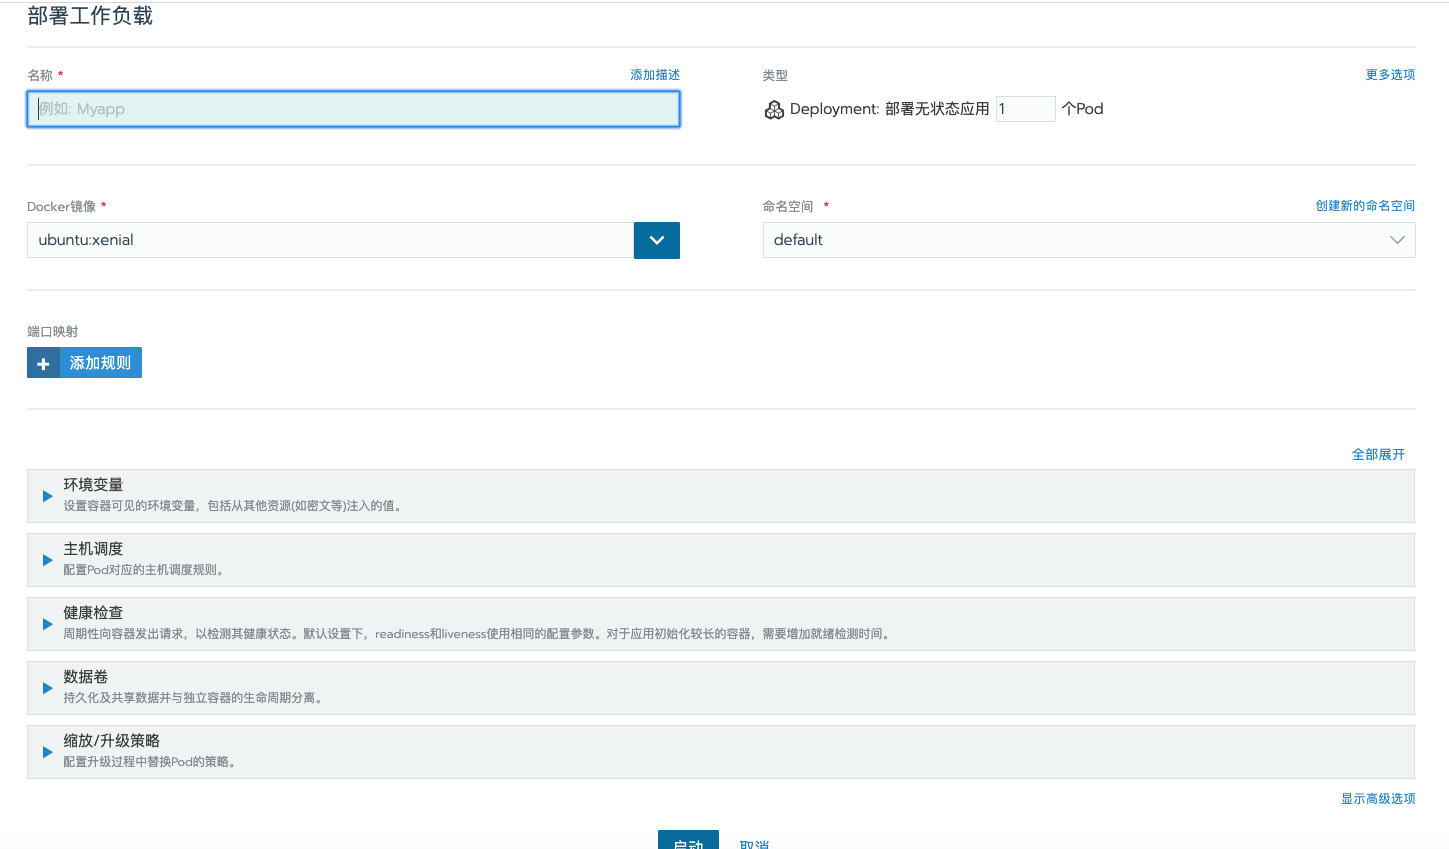 部署工作负载
名称 * 添加描述
例如: Myapp
类型 更多选项
Deployment: 部署无状态应用 1 个Pod
Docker镜像 *
ubuntu:xenial
命名空间 * 创建新的命名空间
default
端口映射
+ 添加规则
全部展开
环境变量
设置容器可见的环境变量，包括从其他资源(如密文等)注入的值。
主机调度
配置Pod对应的主机调度规则。
健康检查
周期性向容器发出请求，以检测其健康状态。默认设置下，readiness和liveness使用相同的配置参数。对于应用初始化较长的容器，需要增加就绪检测时间。
数据卷
持久化及共享数据并与独立容器的生命周期分离。
缩放/升级策略
配置升级过程中替换Pod的策略。
显示高级选项
启动 取消